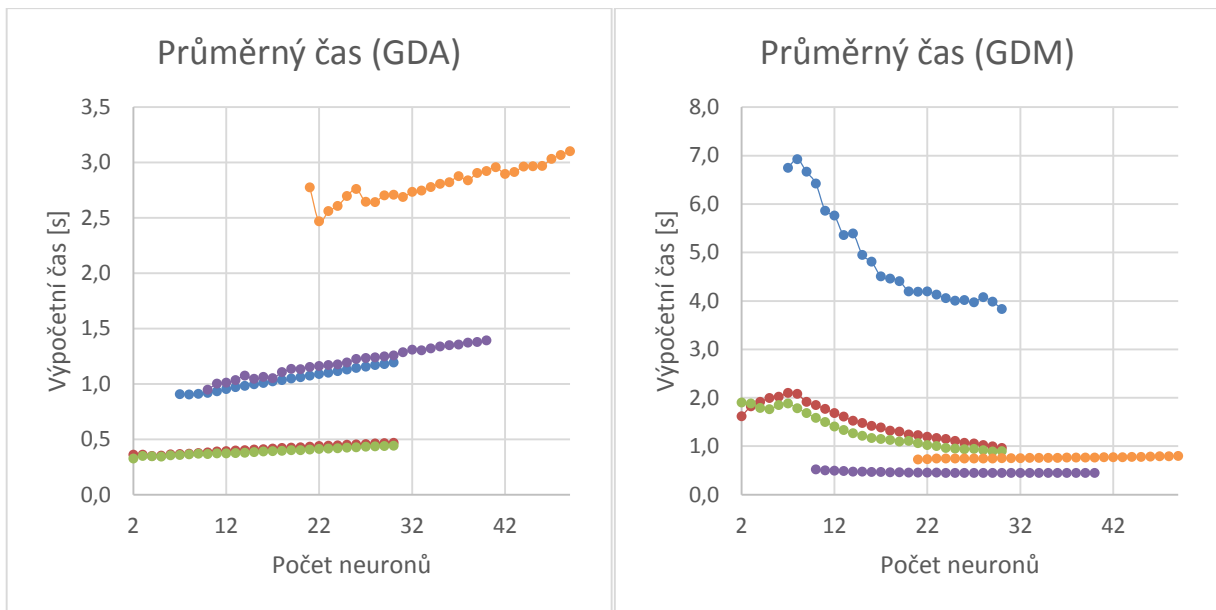 Průměrný čas (GDA)
3,5
3,0
2,5
2,0
1,5
1,0
0,5
0,0
Výpočetní čas [s]
2 12 22 32 42
Počet neuronů
Průměrný čas (GDM)
8,0
7,0
6,0
5,0
4,0
3,0
2,0
1,0
0,0
Výpočetní čas [s]
2 12 22 32 42
Počet neuronů